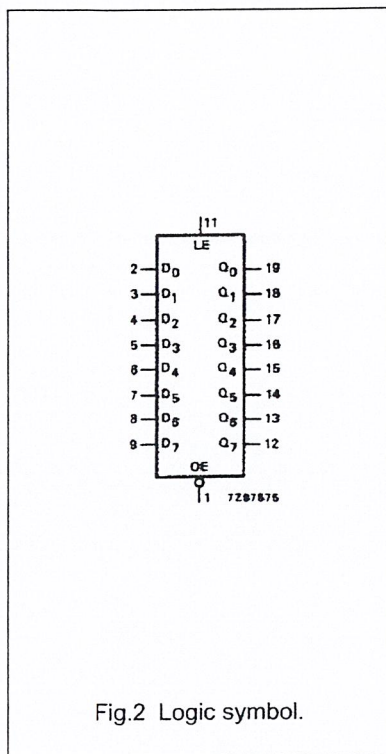 11
LE
2 D0 Q0 19
3 D1 Q1 18
4 D2 Q2 17
5 D3 Q3 16
6 D4 Q4 15
7 D5 Q5 14
8 D6 Q6 13
9 D7 Q7 12
OE
1 7Z87875
Fig.2 Logic symbol.